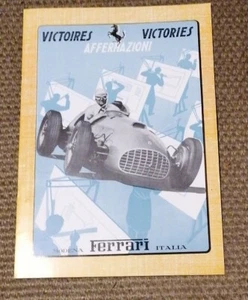 VICTOIRES VICTORIES
AFFERMAZIONI
MODENA Ferrari ITALIA